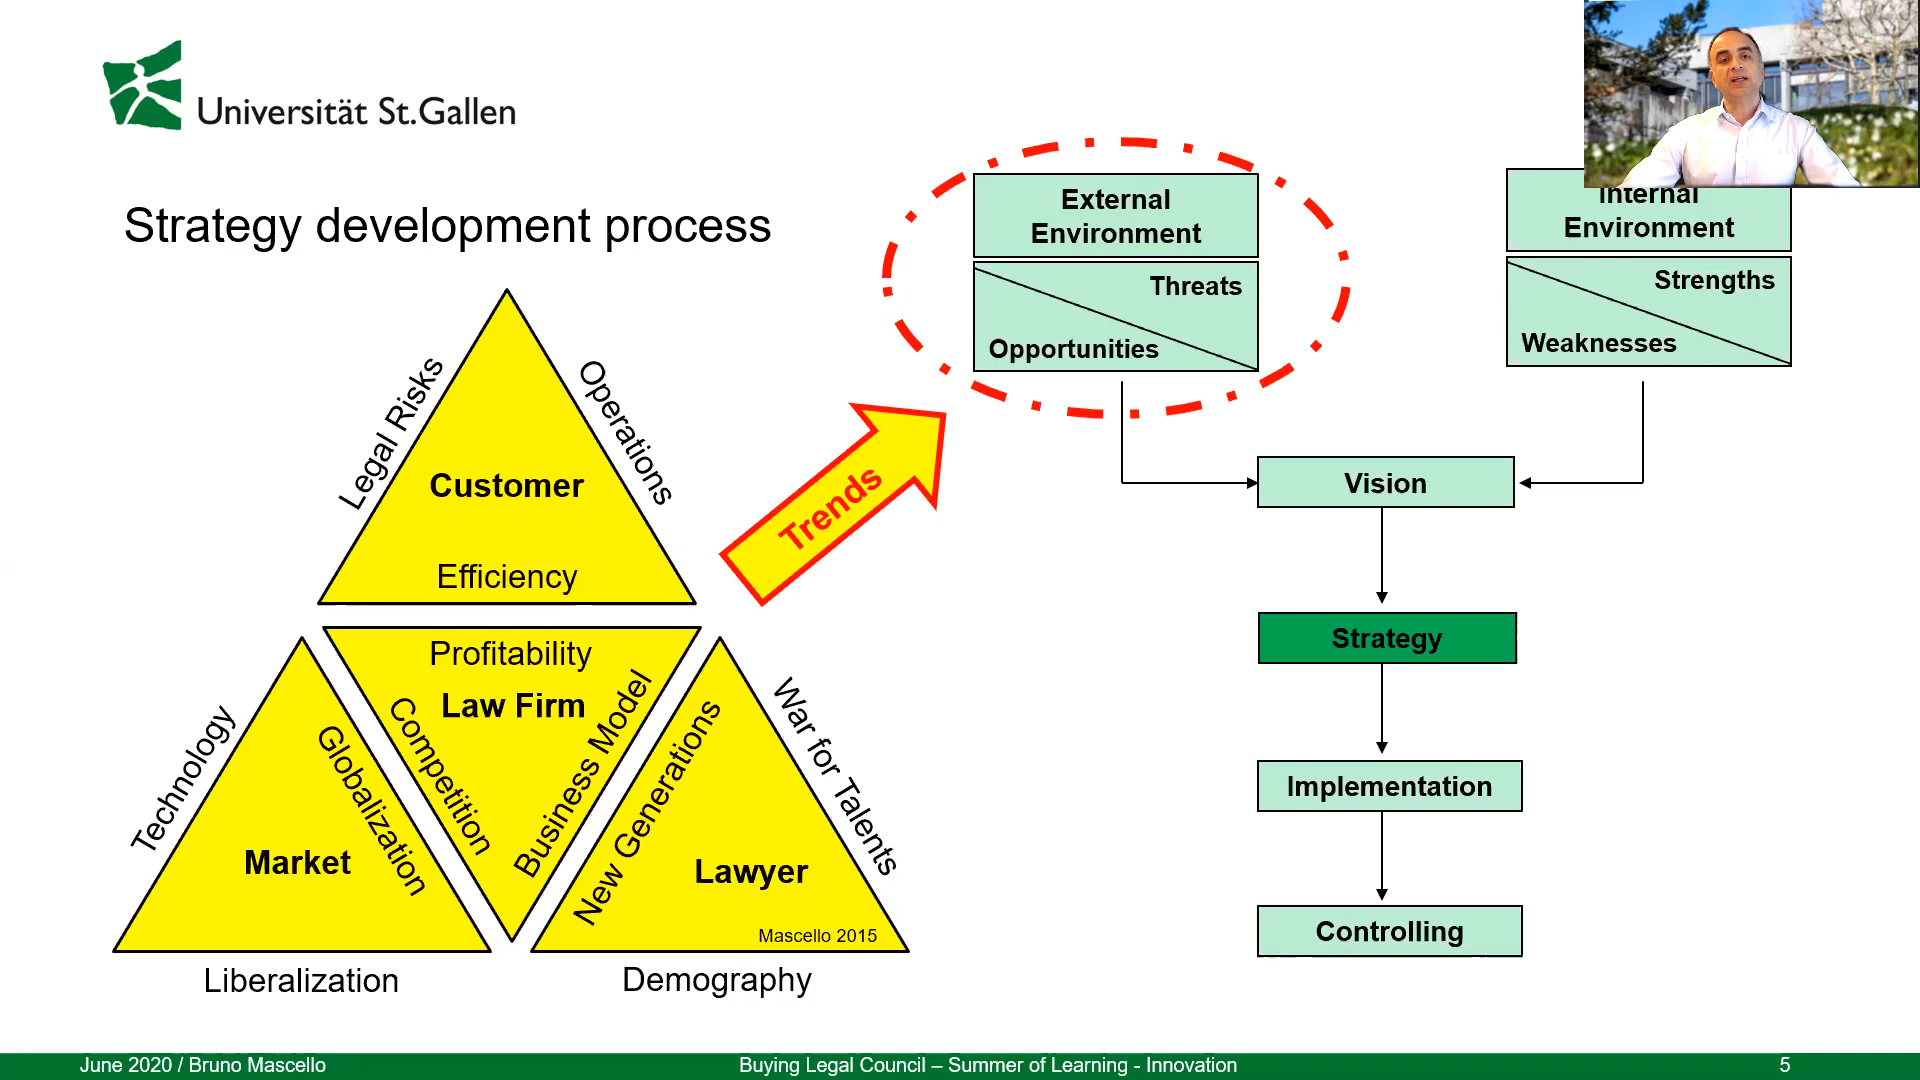 Universität St.Gallen
Strategy development process
Legal Risks
Operations
Customer
Efficiency
Profitability
Law Firm
Competition
Business Model
Technology
Globalization
Market
Liberalization
New Generations
War for Talents
Lawyer
Mascello 2015
Demography
Trends
External
Environment
Threats
Opportunities
Internal
Environment
Strengths
Weaknesses
Vision
Strategy
Implementation
Controlling
June 2020 / Bruno Mascello
Buying Legal Council – Summer of Learning - Innovation
5